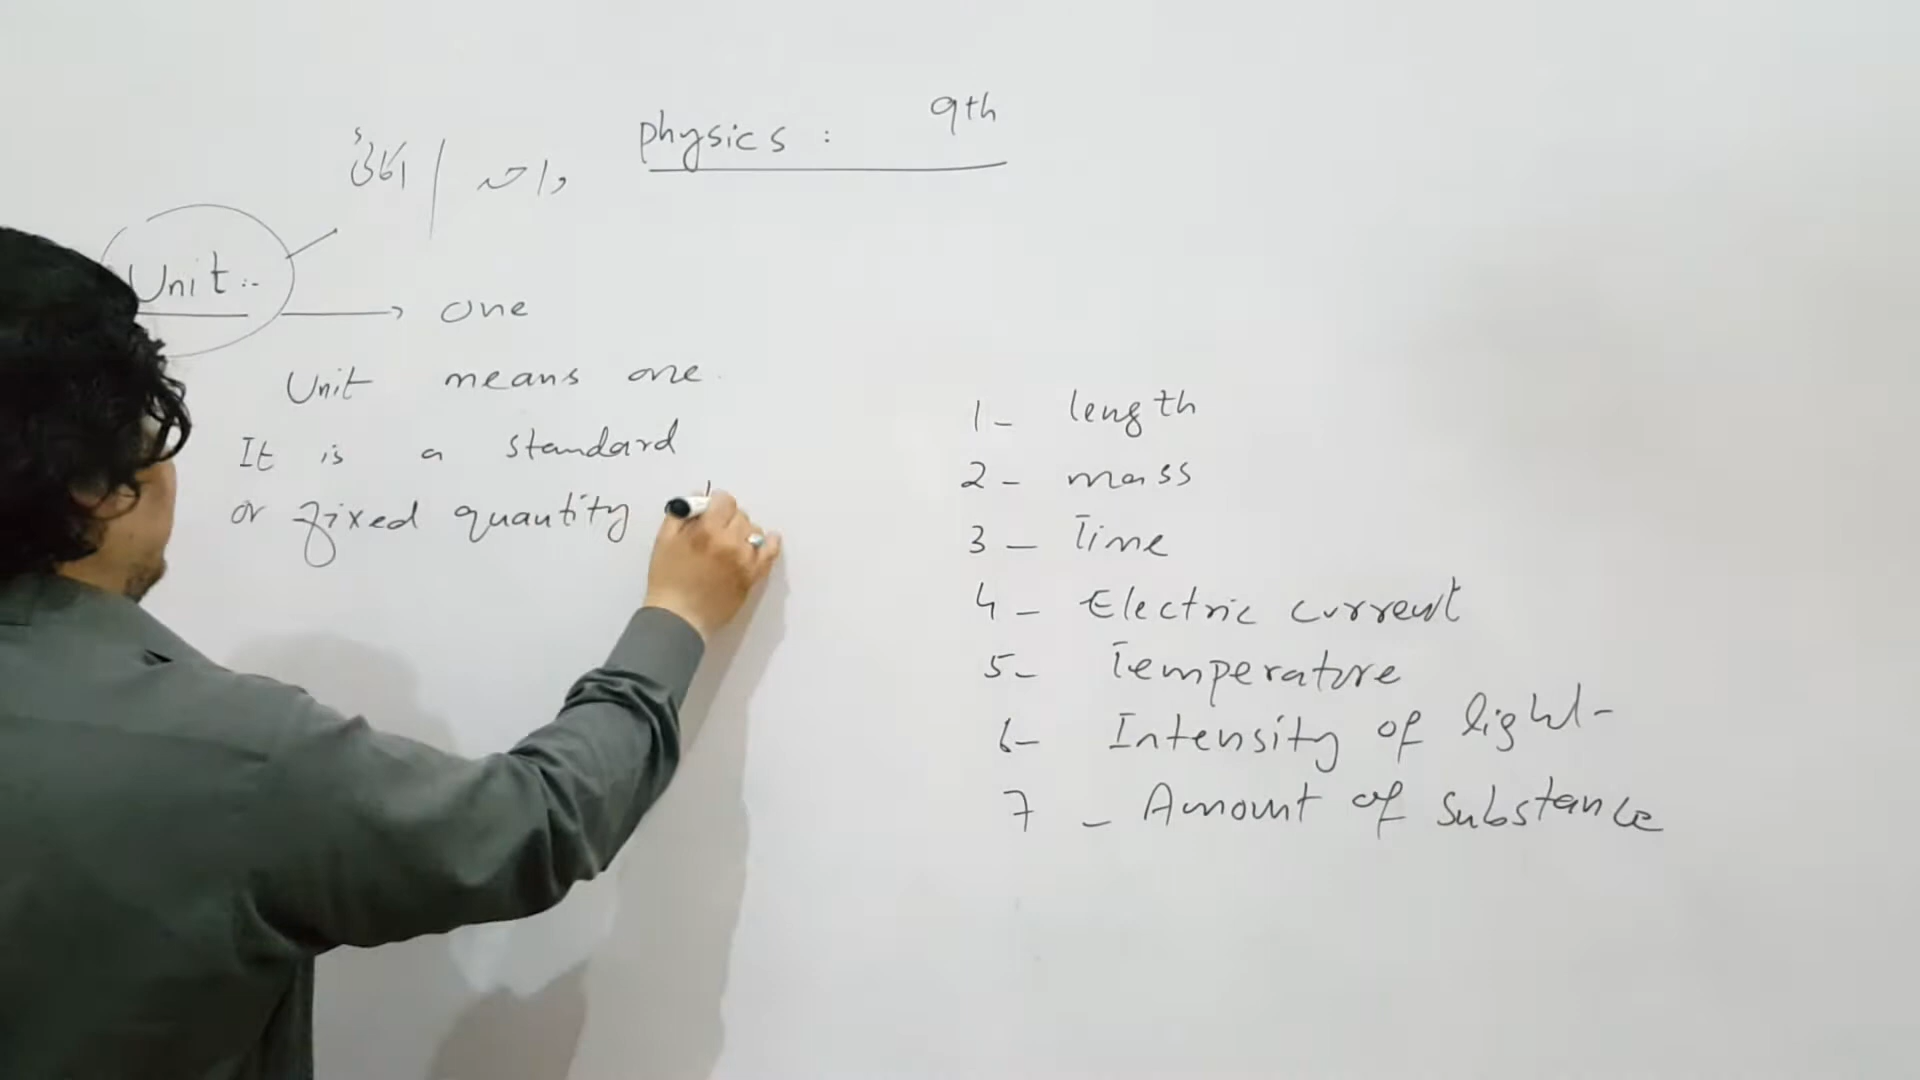 physics : 9th
اکائی / واحد
Unit :-
one
Unit means one.
It is a standard
or fixed quantity
1- length
2- mass
3- Time
4- Electric current
5- Temperature
6- Intensity of light-
7- Amount of Substance